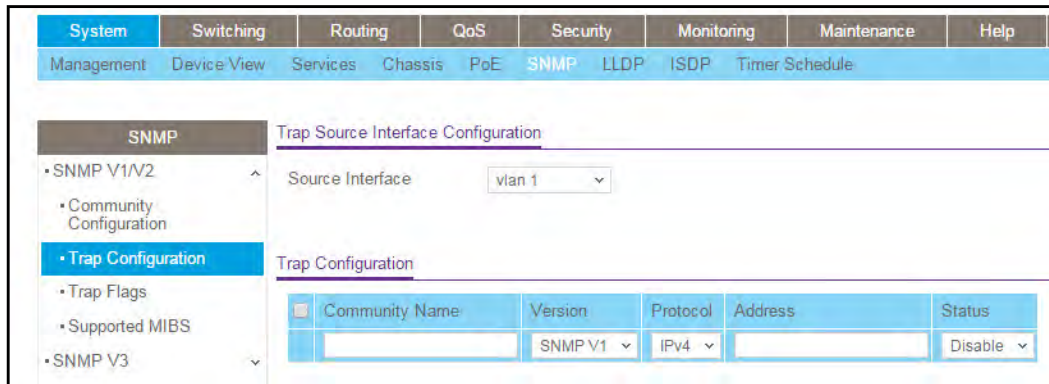 System Switching Routing QoS Security Monitoring Maintenance Help
Management Device View Services Chassis PoE SNMP LLDP ISDP Timer Schedule
SNMP
SNMP V1/V2
Community
Configuration
Trap Configuration
Trap Flags
Supported MIBS
SNMP V3
Trap Source Interface Configuration
Source Interface vlan 1
Trap Configuration
Community Name Version Protocol Address Status
SNMP V1 IPv4 Disable